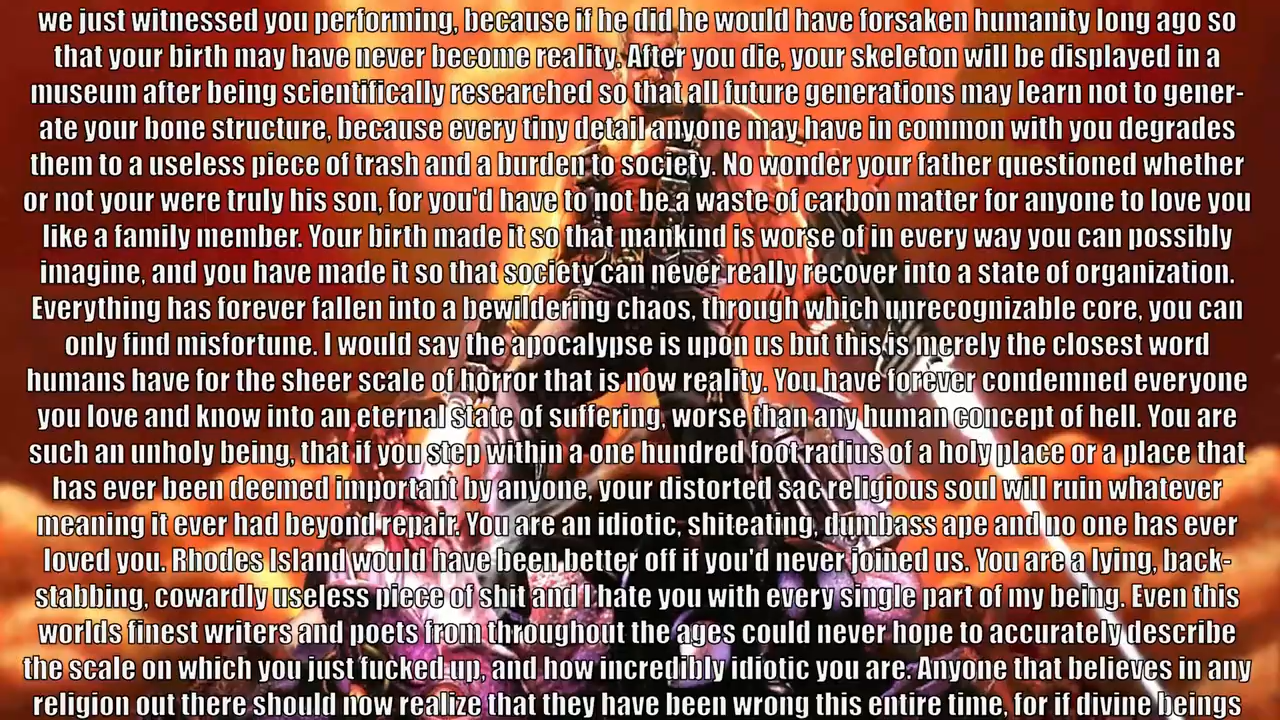 we just witnessed you performing, because if he did he would have forsaken humanity long ago so
that your birth may have never become reality. After you die, your skeleton will be displayed in a
museum after being scientifically researched so that all future generations may learn not to gener-
ate your bone structure, because every tiny detail anyone may have in common with you degrades
them to a useless piece of trash and a burden to society. No wonder your father questioned whether
or not your were truly his son, for you'd have to not be a waste of carbon matter for anyone to love you
like a family member. Your birth made it so that mankind is worse of in every way you can possibly
imagine, and you have made it so that society can never really recover into a state of organization.
Everything has forever fallen into a bewildering chaos, through which unrecognizable core, you can
only find misfortune. I would say the apocalypse is upon us but this is merely the closest word
humans have for the sheer scale of horror that is now reality. You have forever condemned everyone
you love and know into an eternal state of suffering, worse than any human concept of hell. You are
such an unholy being, that if you step within a one hundred foot radius of a holy place or a place that
has ever been deemed important by anyone, your distorted sac religious soul will ruin whatever
meaning it ever had beyond repair. You are an idiotic, shiteating, dumbass ape and no one has ever
loved you. Rhodes Island would have been better off if you'd never joined us. You are a lying, back-
stabbing, cowardly useless piece of shit and I hate you with every single part of my being. Even this
worlds finest writers and poets from throughout the ages could never hope to accurately describe
the scale on which you just fucked up, and how incredibly idiotic you are. Anyone that believes in any
religion out there should now realize that they have been wrong this entire time, for if divine beings